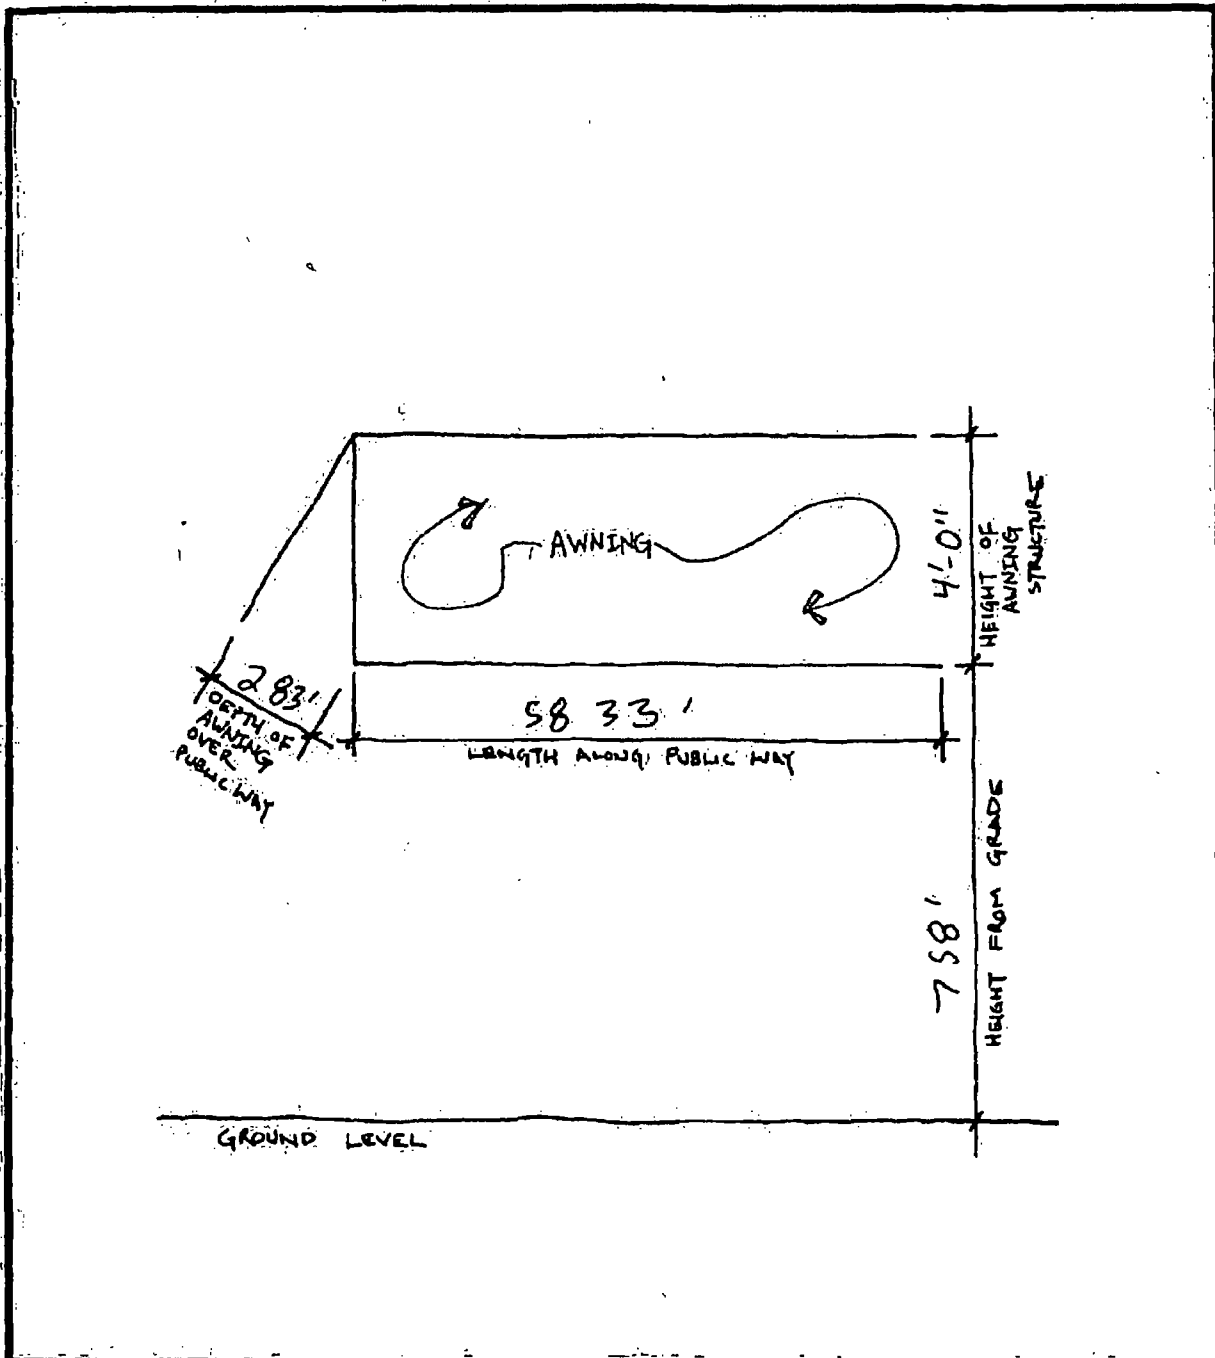 AWNING
4'-0"
HEIGHT OF
AWNING
STRUCTURE
2 83'
DEPTH OF
AWNING
OVER
PUBLIC WAY
58 33'
LENGTH ALONG PUBLIC WAY
7 58'
HEIGHT FROM GRADE
GROUND LEVEL